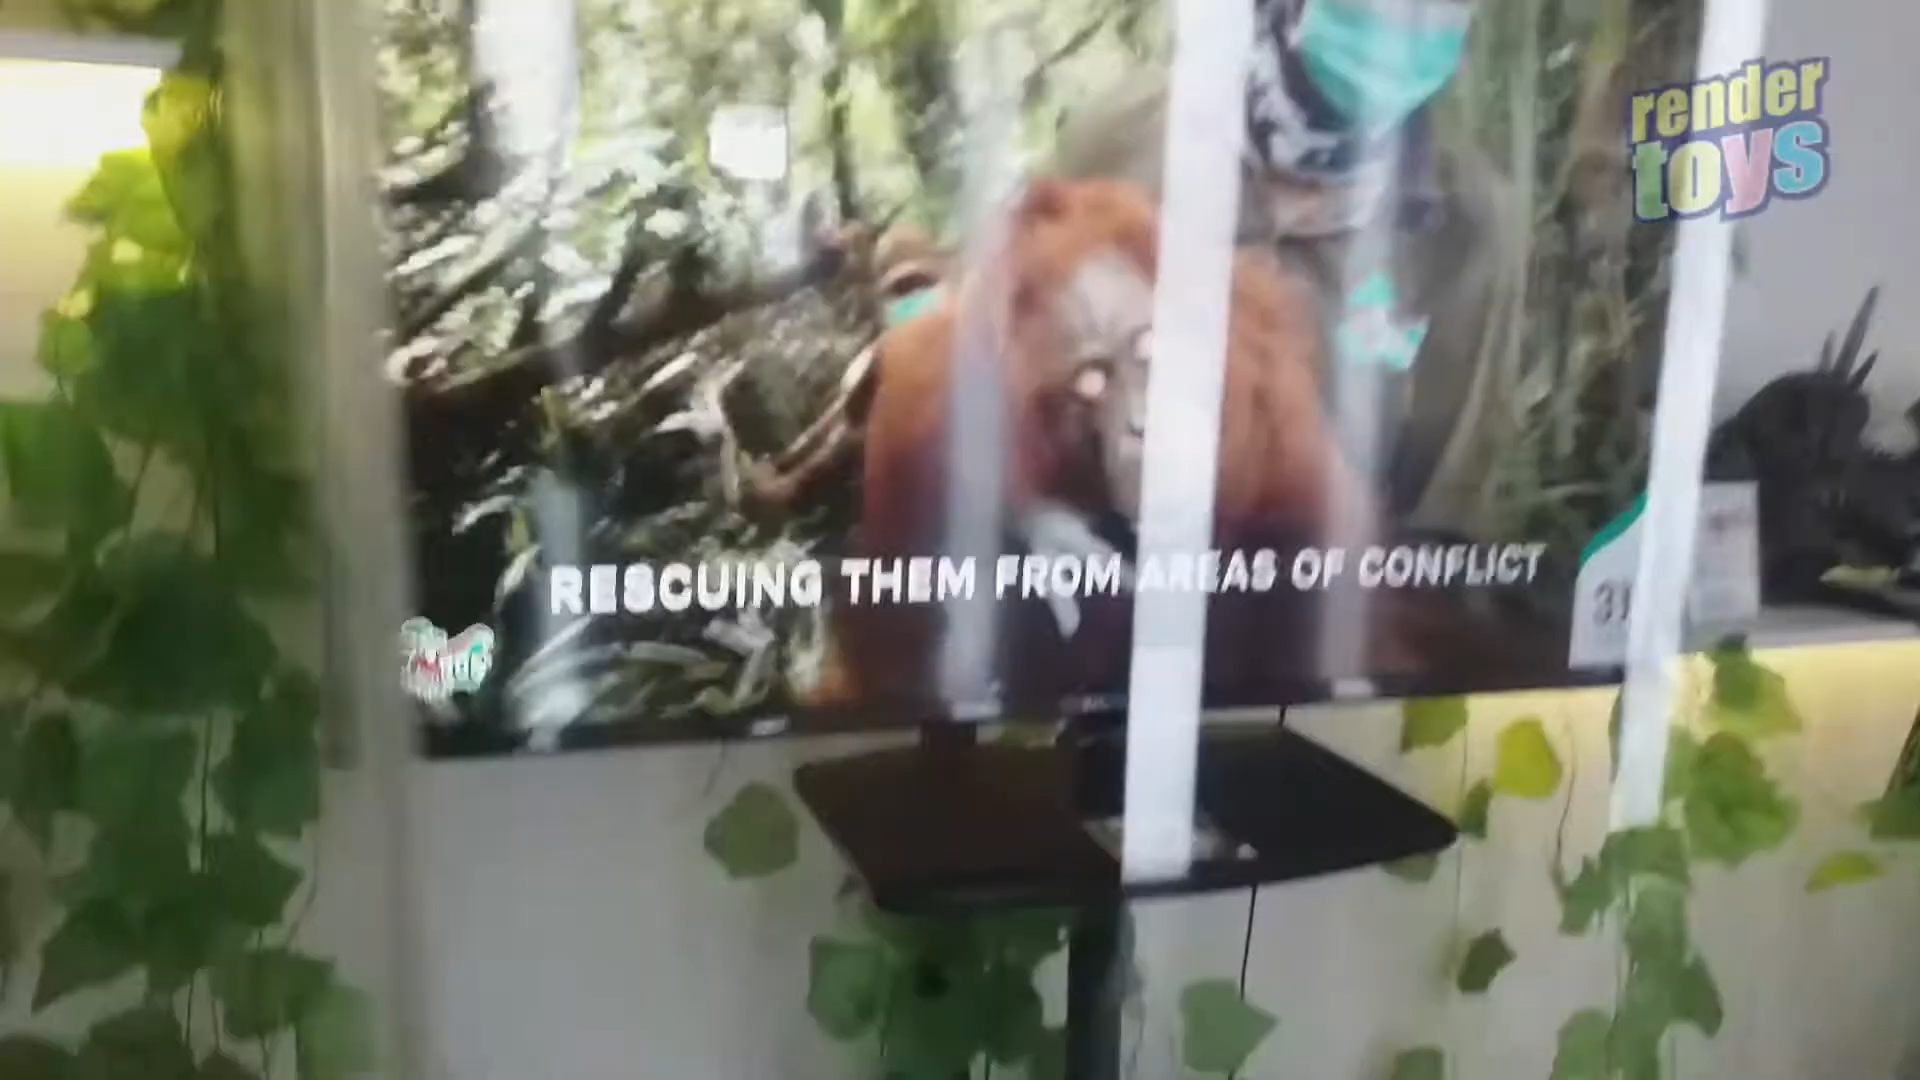 render
toys
RESCUING THEM FROM AREAS OF CONFLICT